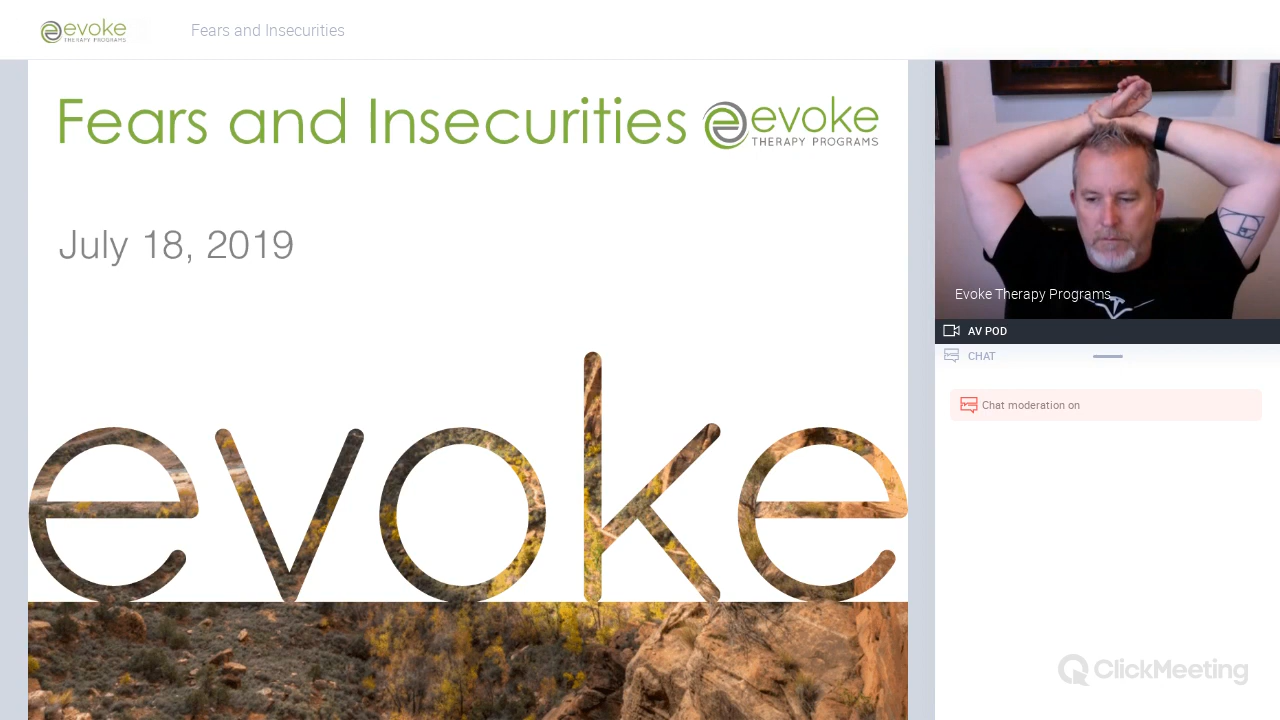 evoke
THERAPY PROGRAMS
Fears and Insecurities
Fears and Insecurities
evoke
THERAPY PROGRAMS
July 18, 2019
evoke
Evoke Therapy Programs
AV POD
CHAT
Chat moderation on
ClickMeeting